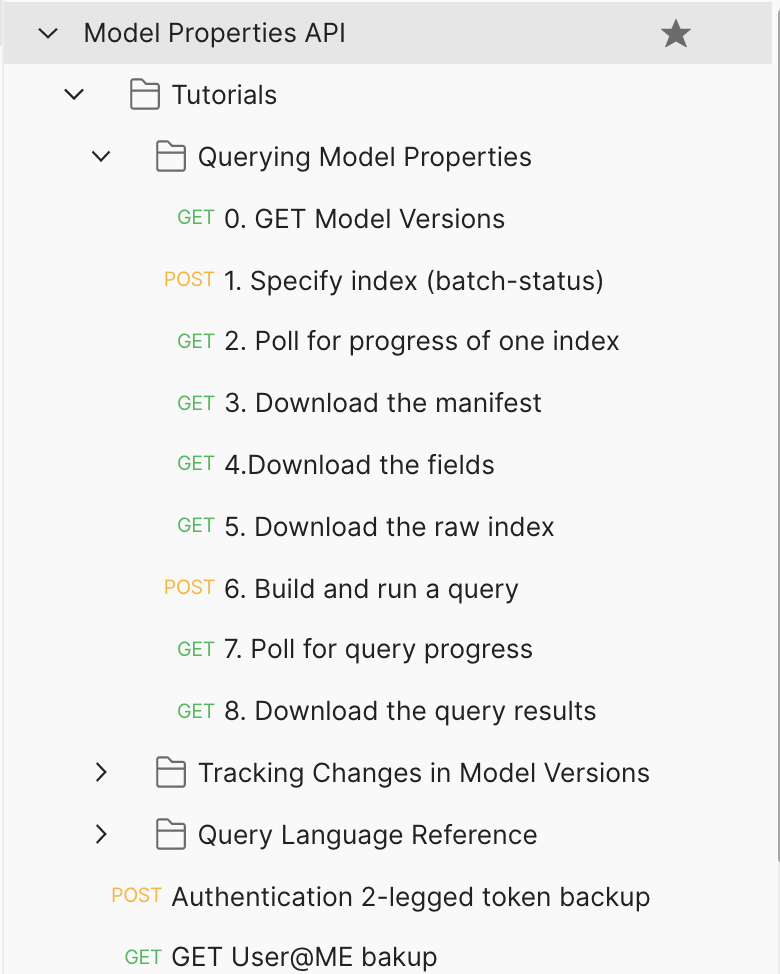 Model Properties API
Tutorials
Querying Model Properties
GET 0. GET Model Versions
POST 1. Specify index (batch-status)
GET 2. Poll for progress of one index
GET 3. Download the manifest
GET 4.Download the fields
GET 5. Download the raw index
POST 6. Build and run a query
GET 7. Poll for query progress
GET 8. Download the query results
Tracking Changes in Model Versions
Query Language Reference
POST Authentication 2-legged token backup
GET GET User@ME bakup